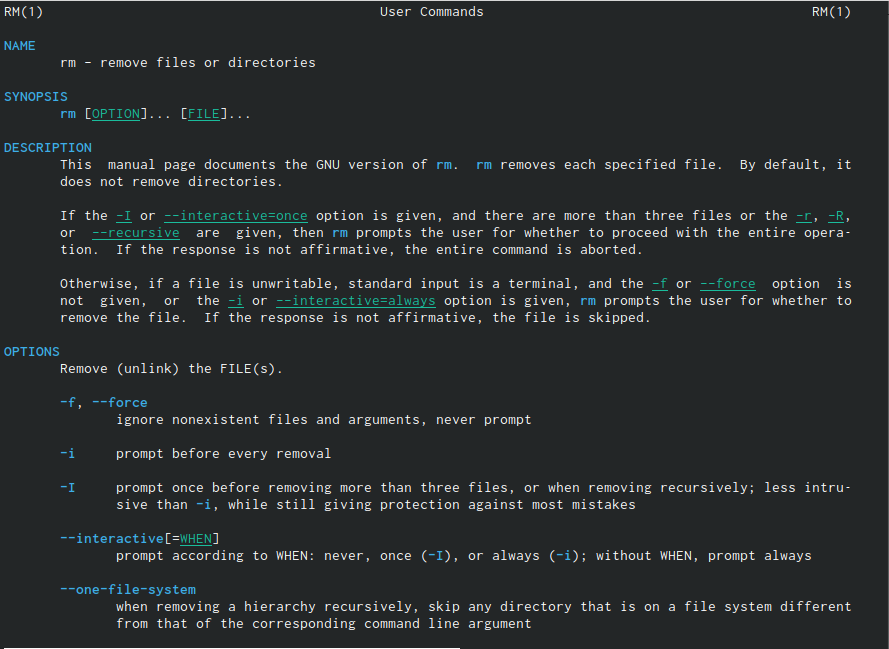 RM(1) User Commands RM(1)
NAME
rm - remove files or directories
SYNOPSIS
rm [OPTION]... [FILE]...
DESCRIPTION
This manual page documents the GNU version of rm. rm removes each specified file. By default, it
does not remove directories.
If the -I or --interactive=once option is given, and there are more than three files or the -r, -R,
or --recursive are given, then rm prompts the user for whether to proceed with the entire opera-
tion. If the response is not affirmative, the entire command is aborted.
Otherwise, if a file is unwritable, standard input is a terminal, and the -f or --force option is
not given, or the -i or --interactive=always option is given, rm prompts the user for whether to
remove the file. If the response is not affirmative, the file is skipped.
OPTIONS
Remove (unlink) the FILE(s).
-f, --force
ignore nonexistent files and arguments, never prompt
-i prompt before every removal
-I prompt once before removing more than three files, or when removing recursively; less intru-
sive than -i, while still giving protection against most mistakes
--interactive[=WHEN]
prompt according to WHEN: never, once (-I), or always (-i); without WHEN, prompt always
--one-file-system
when removing a hierarchy recursively, skip any directory that is on a file system different
from that of the corresponding command line argument